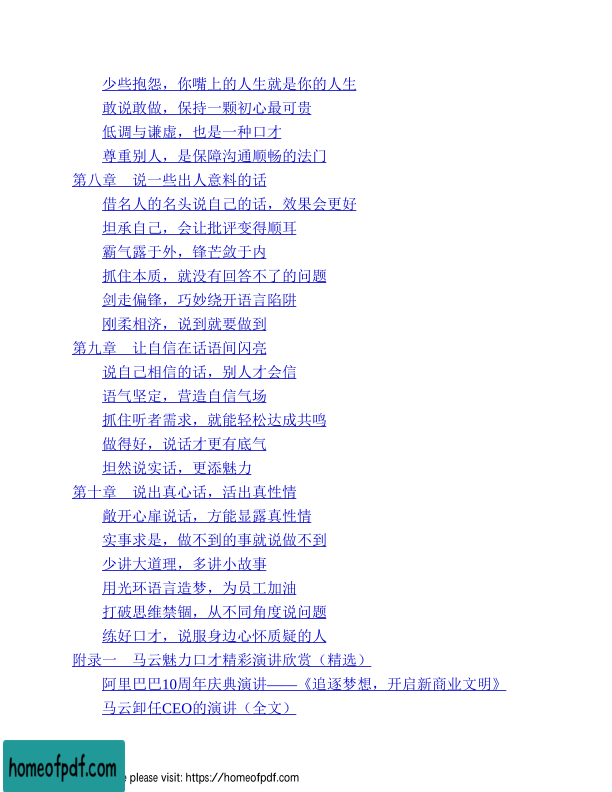 少些抱怨，你嘴上的人生就是你的人生
敢说敢做，保持一颗初心最可贵
低调与谦虚，也是一种口才
尊重别人，是保障沟通顺畅的法门
第八章　说一些出人意料的话
借名人的名头说自己的话，效果会更好
坦承自己，会让批评变得顺耳
霸气露于外，锋芒敛于内
抓住本质，就没有回答不了的问题
剑走偏锋，巧妙绕开语言陷阱
刚柔相济，说到就要做到
第九章　让自信在话语间闪亮
说自己相信的话，别人才会信
语气坚定，营造自信气场
抓住听者需求，就能轻松达成共鸣
做得好，说话才更有底气
坦然说实话，更添魅力
第十章　说出真心话，活出真性情
敞开心扉说话，方能显露真性情
实事求是，做不到的事就说做不到
少讲大道理，多讲小故事
用光环语言造梦，为员工加油
打破思维禁锢，从不同角度说问题
练好口才，说服身边心怀质疑的人
附录一　马云魅力口才精彩演讲欣赏（精选）
阿里巴巴10周年庆典演讲——《追逐梦想，开启新商业文明》
马云卸任CEO的演讲（全文）
homeofpdf.com
e please visit: https://homeofpdf.com